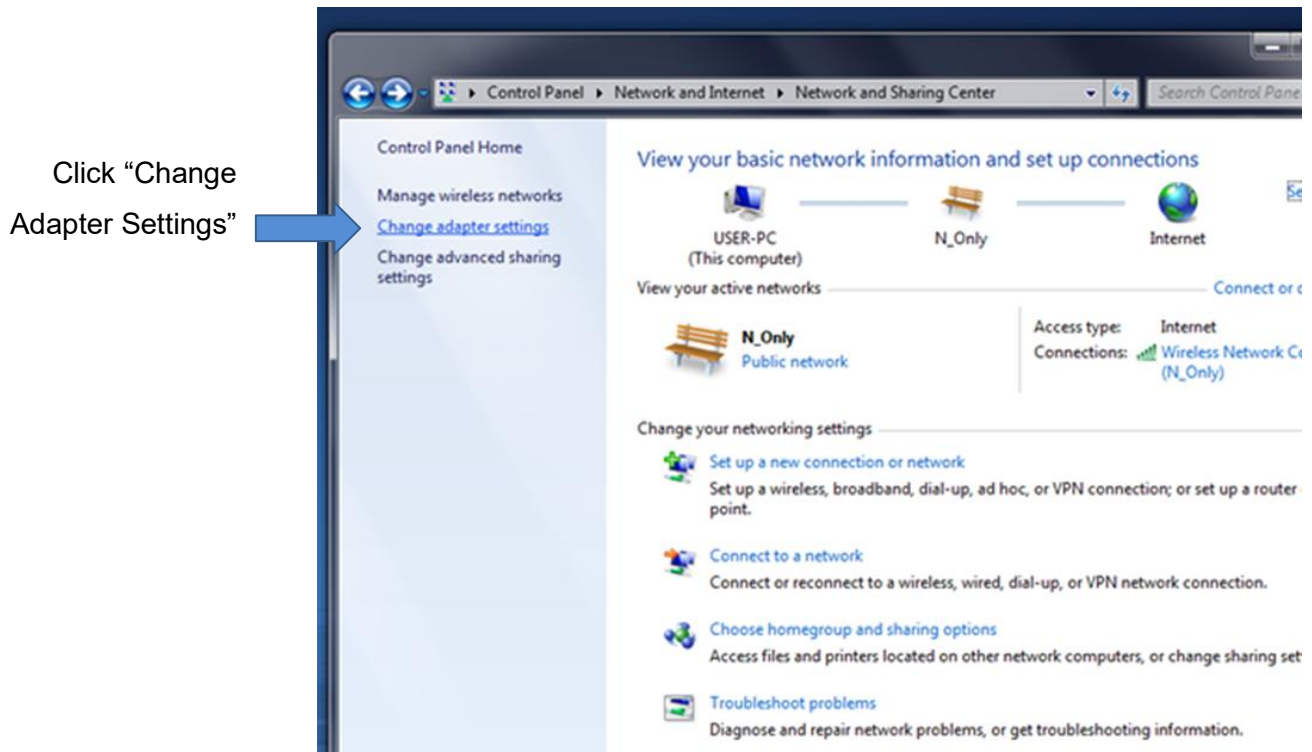 Click “Change
Adapter Settings”
Control Panel ▸ Network and Internet ▸ Network and Sharing Center
Search Control Pane
Control Panel Home
Manage wireless networks
Change adapter settings
Change advanced sharing
settings
View your basic network information and set up connections
Se
USER-PC
(This computer)
N_Only
Internet
View your active networks
Connect or
N_Only
Public network
Access type: Internet
Connections: Wireless Network Co
(N_Only)
Change your networking settings
Set up a new connection or network
Set up a wireless, broadband, dial-up, ad hoc, or VPN connection; or set up a router
point.
Connect to a network
Connect or reconnect to a wireless, wired, dial-up, or VPN network connection.
Choose homegroup and sharing options
Access files and printers located on other network computers, or change sharing set
Troubleshoot problems
Diagnose and repair network problems, or get troubleshooting information.